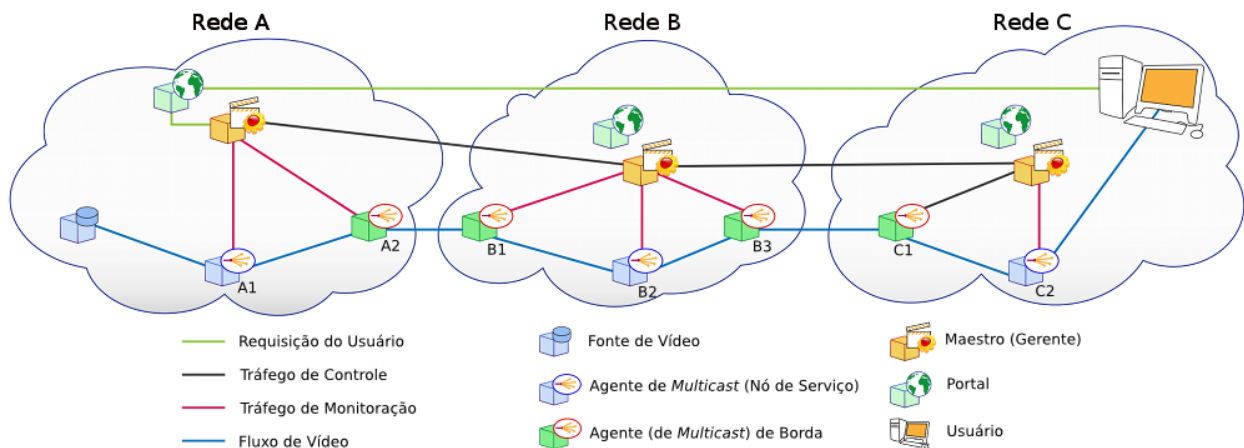 Rede A
Rede B
Rede C
A1
A2
B1
B2
B3
C1
C2
Requisição do Usuário
Tráfego de Controle
Tráfego de Monitoração
Fluxo de Vídeo
Fonte de Vídeo
Agente de Multicast (Nó de Serviço)
Agente (de Multicast) de Borda
Maestro (Gerente)
Portal
Usuário